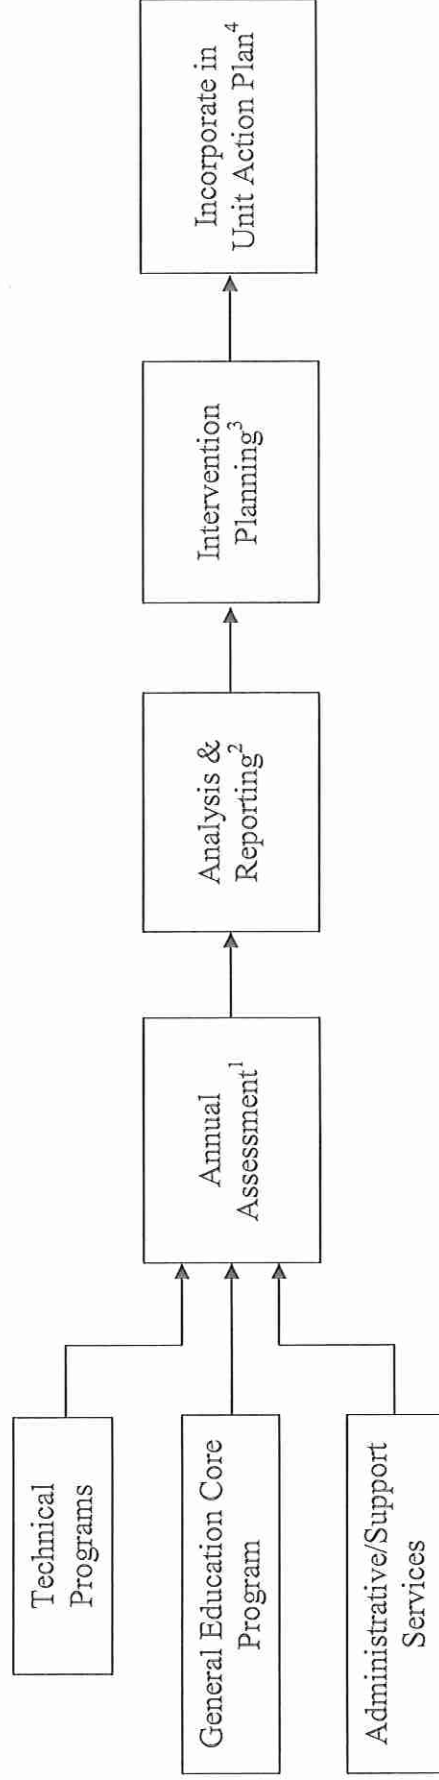 Technical
Programs
General Education Core
Program
Administrative/Support
Services
Annual
Assessment¹
Analysis &
Reporting²
Intervention
Planning³
Incorporate in
Unit Action Plan⁴